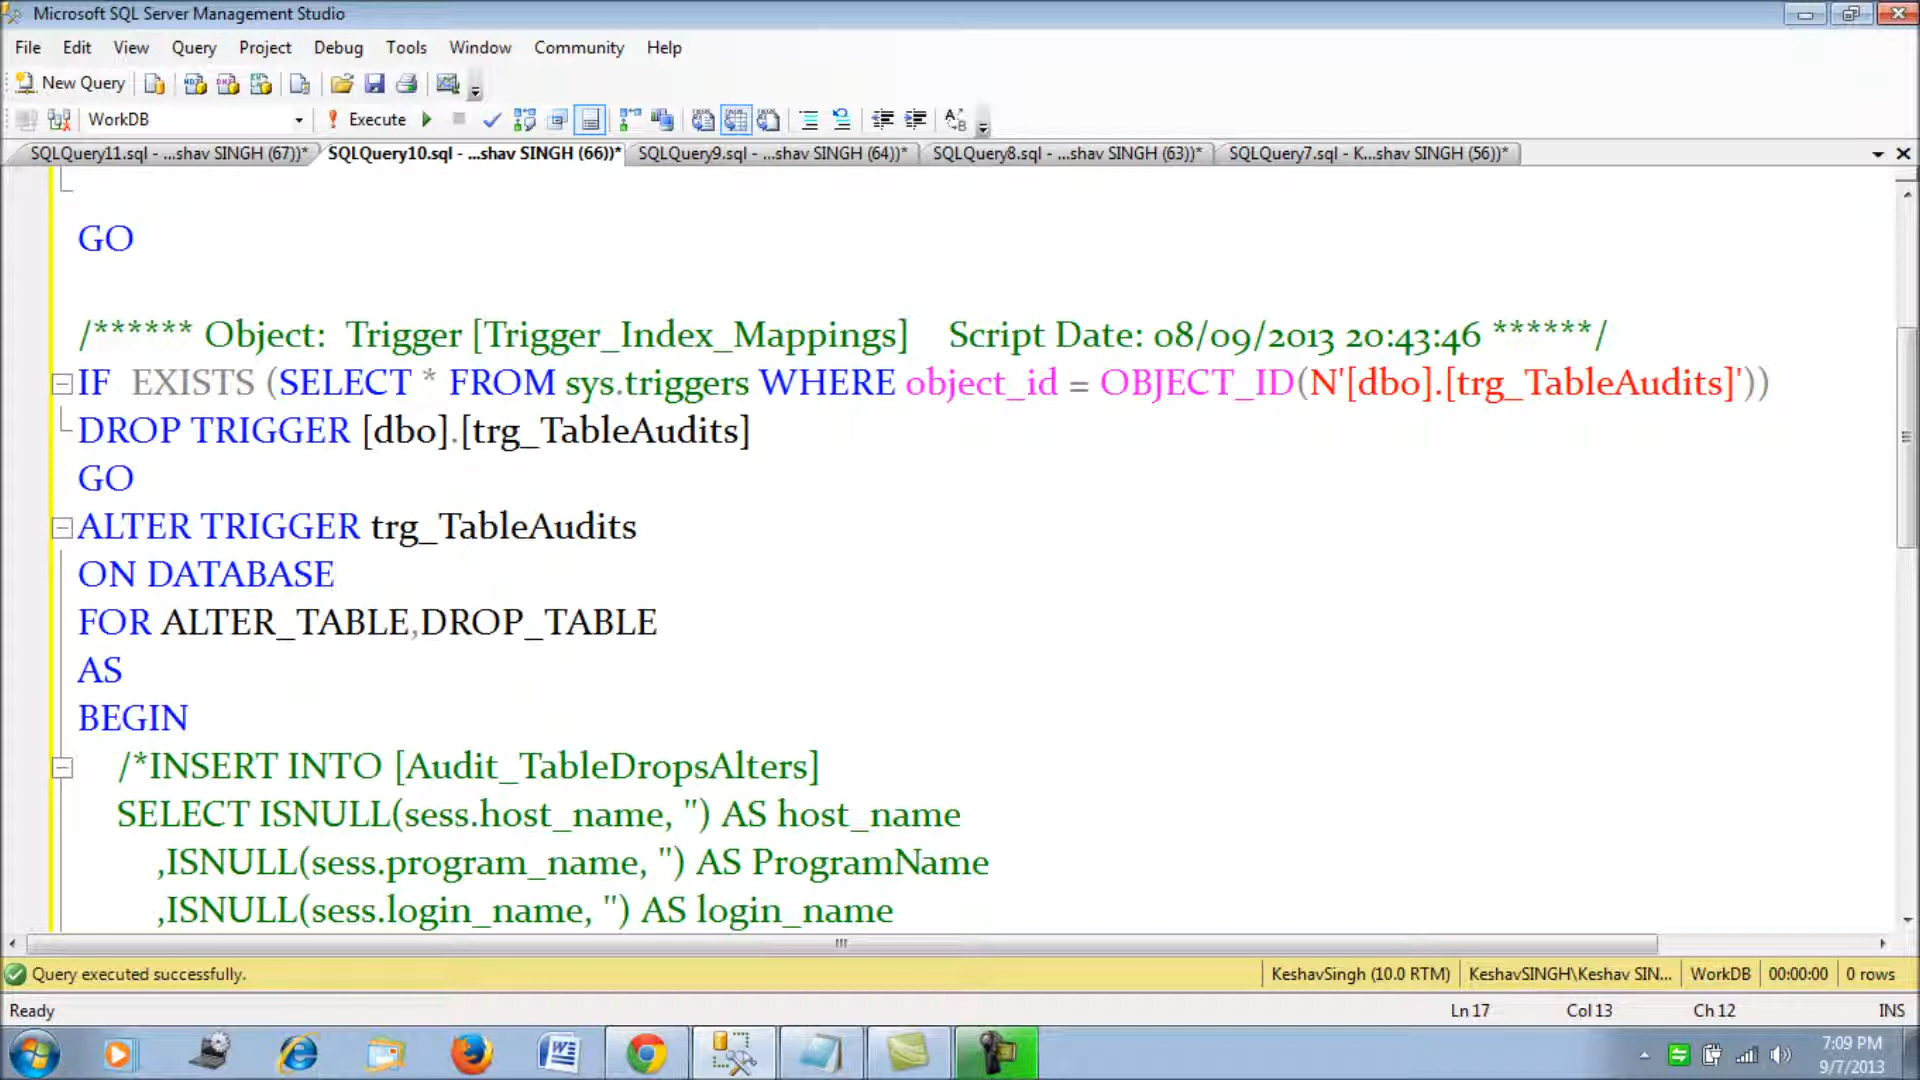 Microsoft SQL Server Management Studio
File Edit View Query Project Debug Tools Window Community Help
New Query
WorkDB Execute
SQLQuery11.sql - ...shav SINGH (67))* SQLQuery10.sql - ...shav SINGH (66))* SQLQuery9.sql - ...shav SINGH (64))* SQLQuery8.sql - ...shav SINGH (63))* SQLQuery7.sql - K...shav SINGH (56))*
GO
/****** Object:  Trigger [Trigger_Index_Mappings]    Script Date: 08/09/2013 20:43:46 ******/
IF  EXISTS (SELECT * FROM sys.triggers WHERE object_id = OBJECT_ID(N'[dbo].[trg_TableAudits]'))
DROP TRIGGER [dbo].[trg_TableAudits]
GO
ALTER TRIGGER trg_TableAudits
ON DATABASE
FOR ALTER_TABLE,DROP_TABLE
AS
BEGIN
/*INSERT INTO [Audit_TableDropsAlters]
SELECT ISNULL(sess.host_name, '') AS host_name
,ISNULL(sess.program_name, '') AS ProgramName
,ISNULL(sess.login_name, '') AS login_name
Query executed successfully. KeshavSingh (10.0 RTM) KeshavSINGH\Keshav SIN... WorkDB 00:00:00 0 rows
Ready Ln 17 Col 13 Ch 12 INS
7:09 PM
9/7/2013